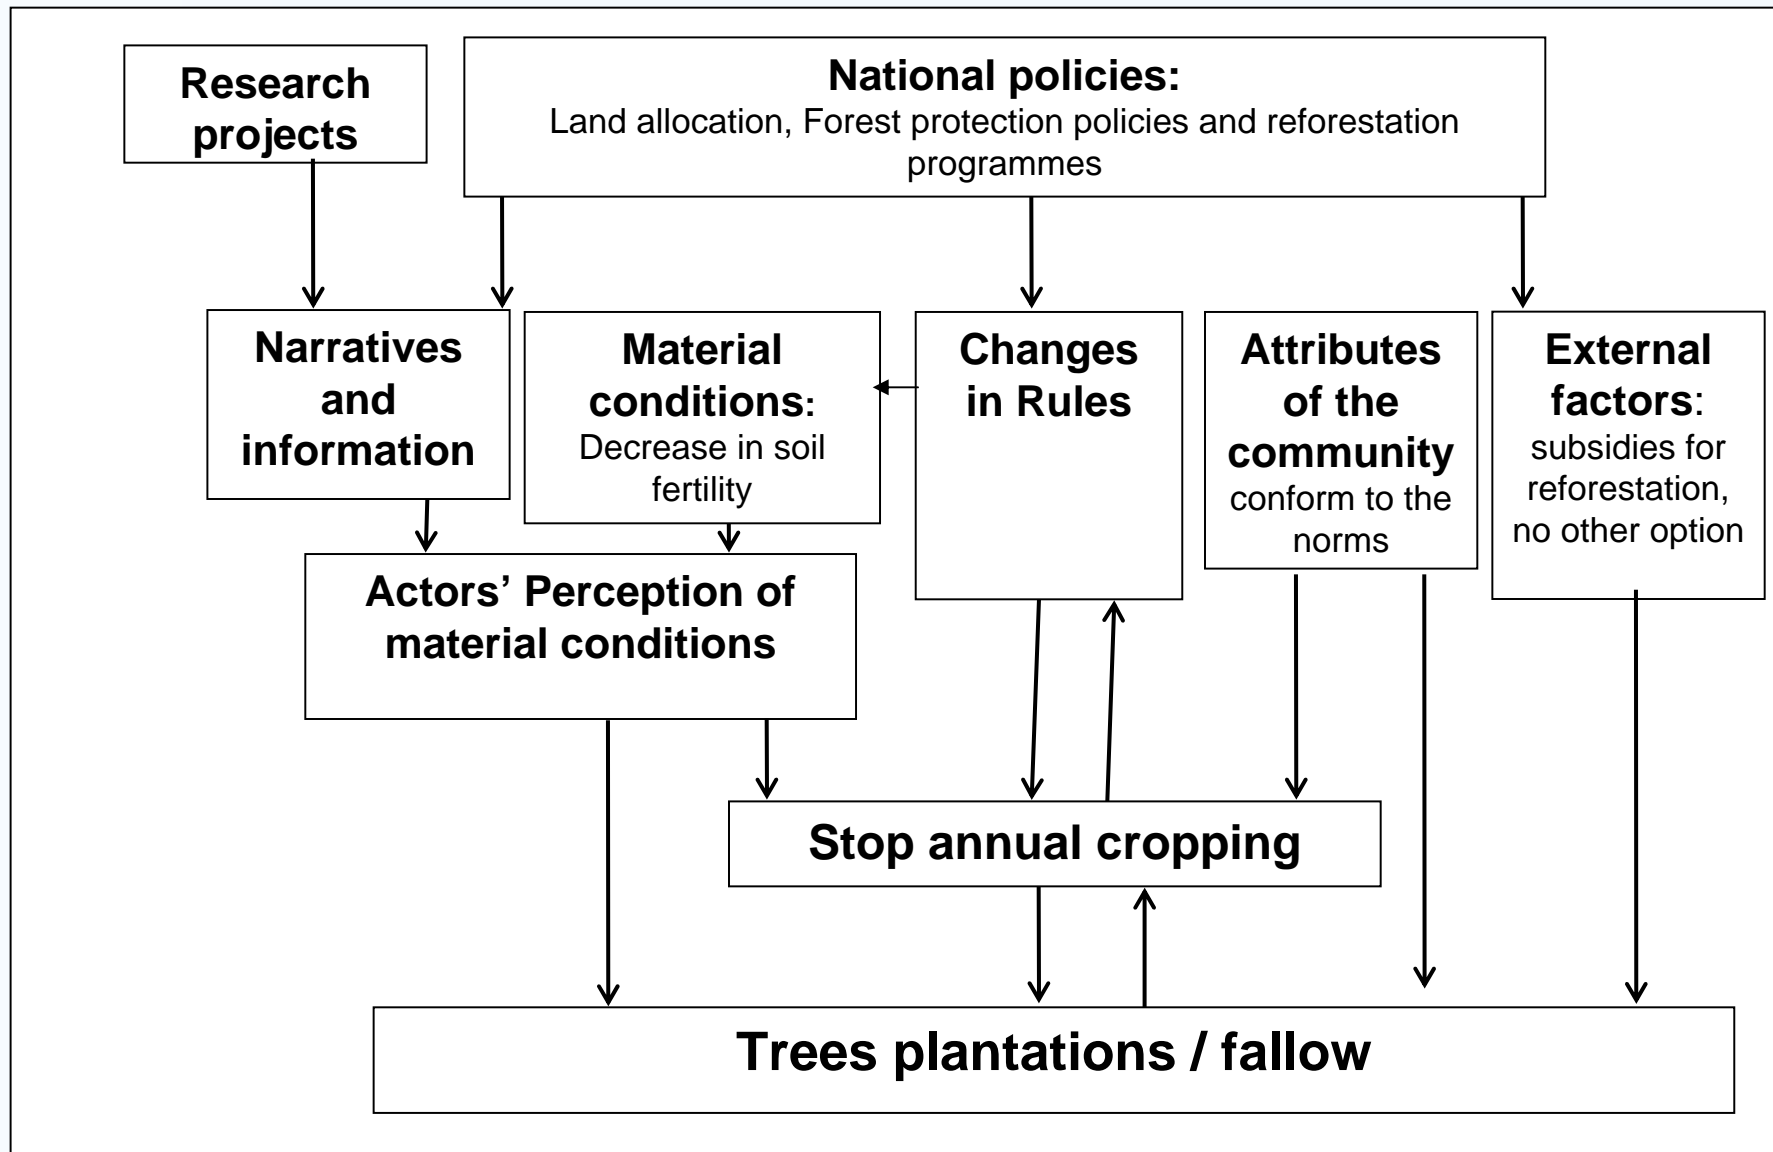 Research
projects
National policies:
Land allocation, Forest protection policies and reforestation
programmes
Narratives
and
information
Material
conditions:
Decrease in soil
fertility
Changes
in Rules
Attributes
of the
community
conform to the
norms
External
factors:
subsidies for
reforestation,
no other option
Actors’ Perception of
material conditions
Stop annual cropping
Trees plantations / fallow